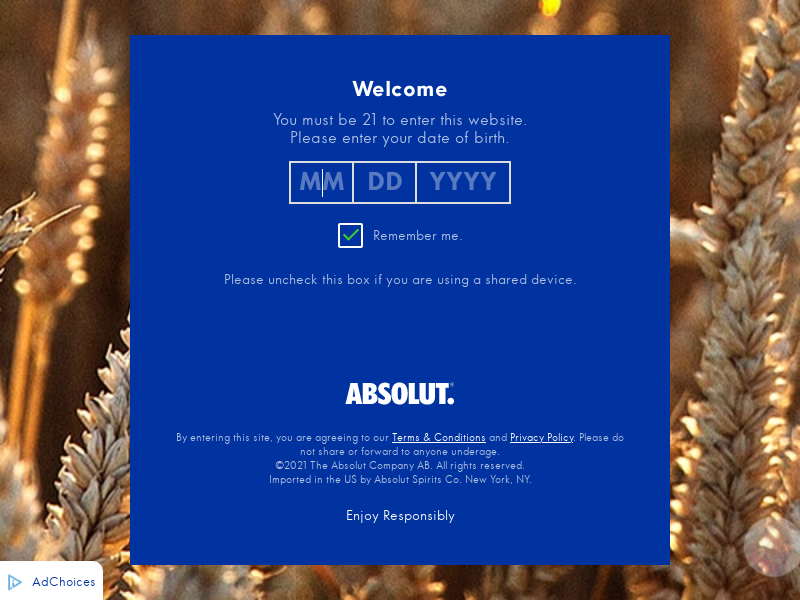 Welcome
You must be 21 to enter this website.
Please enter your date of birth.
MM DD YYYY
Remember me.
Please uncheck this box if you are using a shared device.
ABSOLUT.
By entering this site, you are agreeing to our Terms & Conditions and Privacy Policy. Please do
not share or forward to anyone underage.
©2021 The Absolut Company AB. All rights reserved.
Imported in the US by Absolut Spirits Co. New York, NY.
Enjoy Responsibly
AdChoices